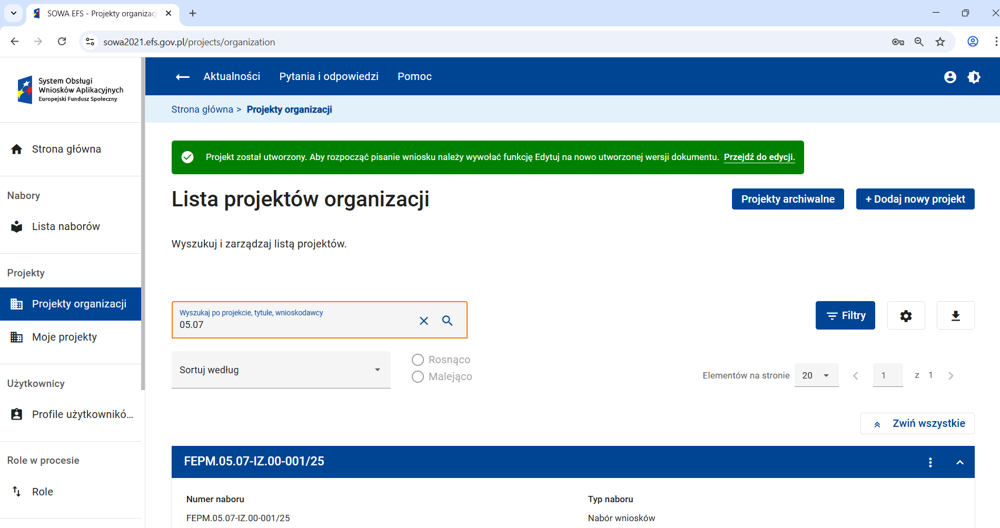 SOWA EFS - Projekty organizac
sowa2021.efs.gov.pl/projects/organization
System Obsługi
Wniosków Aplikacyjnych
Europejski Fundusz Społeczny
Aktualności Pytania i odpowiedzi Pomoc
Strona główna > Projekty organizacji
Strona główna
Projekt został utworzony. Aby rozpocząć pisanie wniosku należy wywołać funkcję Edytuj na nowo utworzonej wersji dokumentu. Przejdź do edycji.
Nabory
Lista projektów organizacji
Projekty archiwalne
+ Dodaj nowy projekt
Lista naborów
Wyszukuj i zarządzaj listą projektów.
Projekty
Projekty organizacji
Wyszukaj po projekcie, tytule, wnioskodawcy
05.07
Filtry
Moje projekty
Sortuj według
Rosnąco
Malejąco
Elementów na stronie 20 1 z 1
Użytkownicy
Profile użytkownikó...
Zwiń wszystkie
Role w procesie
FEPM.05.07-IZ.00-001/25
Role
Numer naboru
Typ naboru
FEPM.05.07-IZ.00-001/25
Nabór wniosków